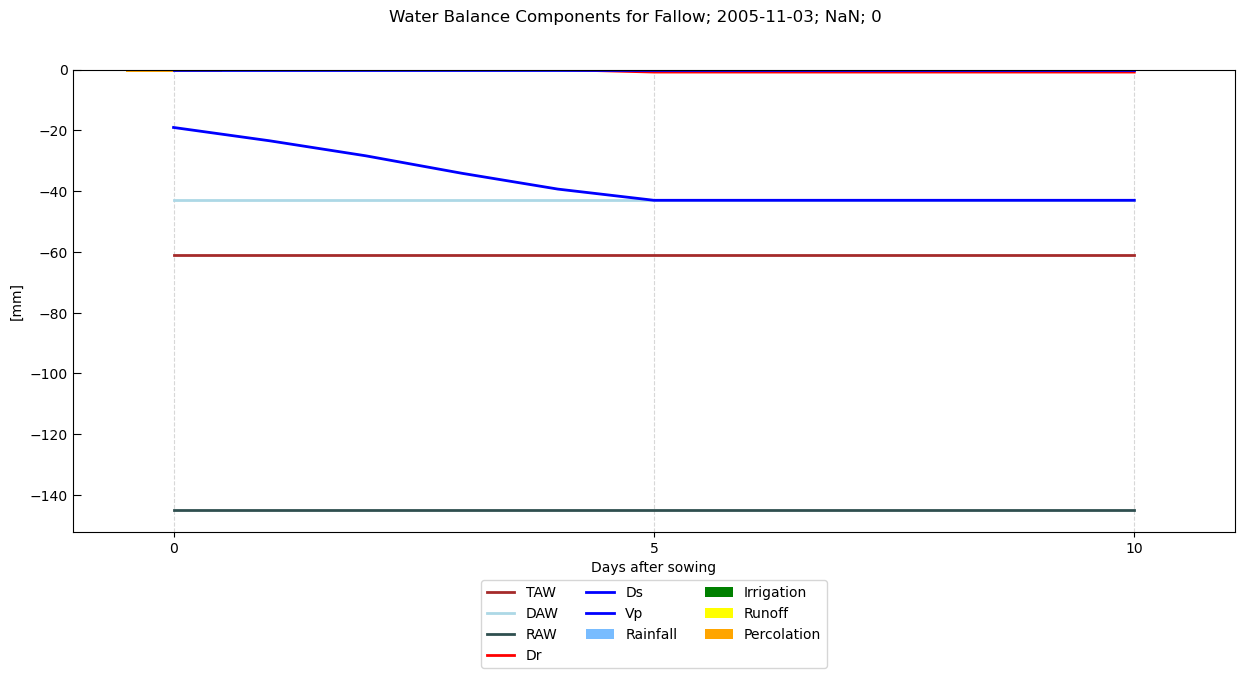 Water Balance Components for Fallow; 2005-11-03; NaN; 0
0
−20
−40
−60
−80
−100
−120
−140
[mm]
0 5 10
Days after sowing
TAW Ds Irrigation
DAW Vp Runoff
RAW Rainfall Percolation
Dr